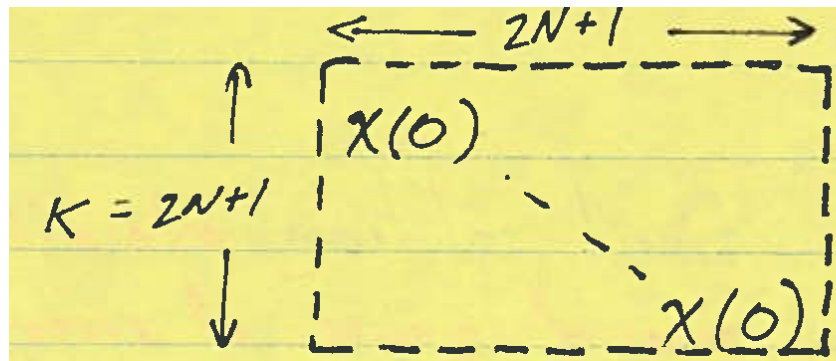 2N+1
X(0)
K = 2N+1
X(0)